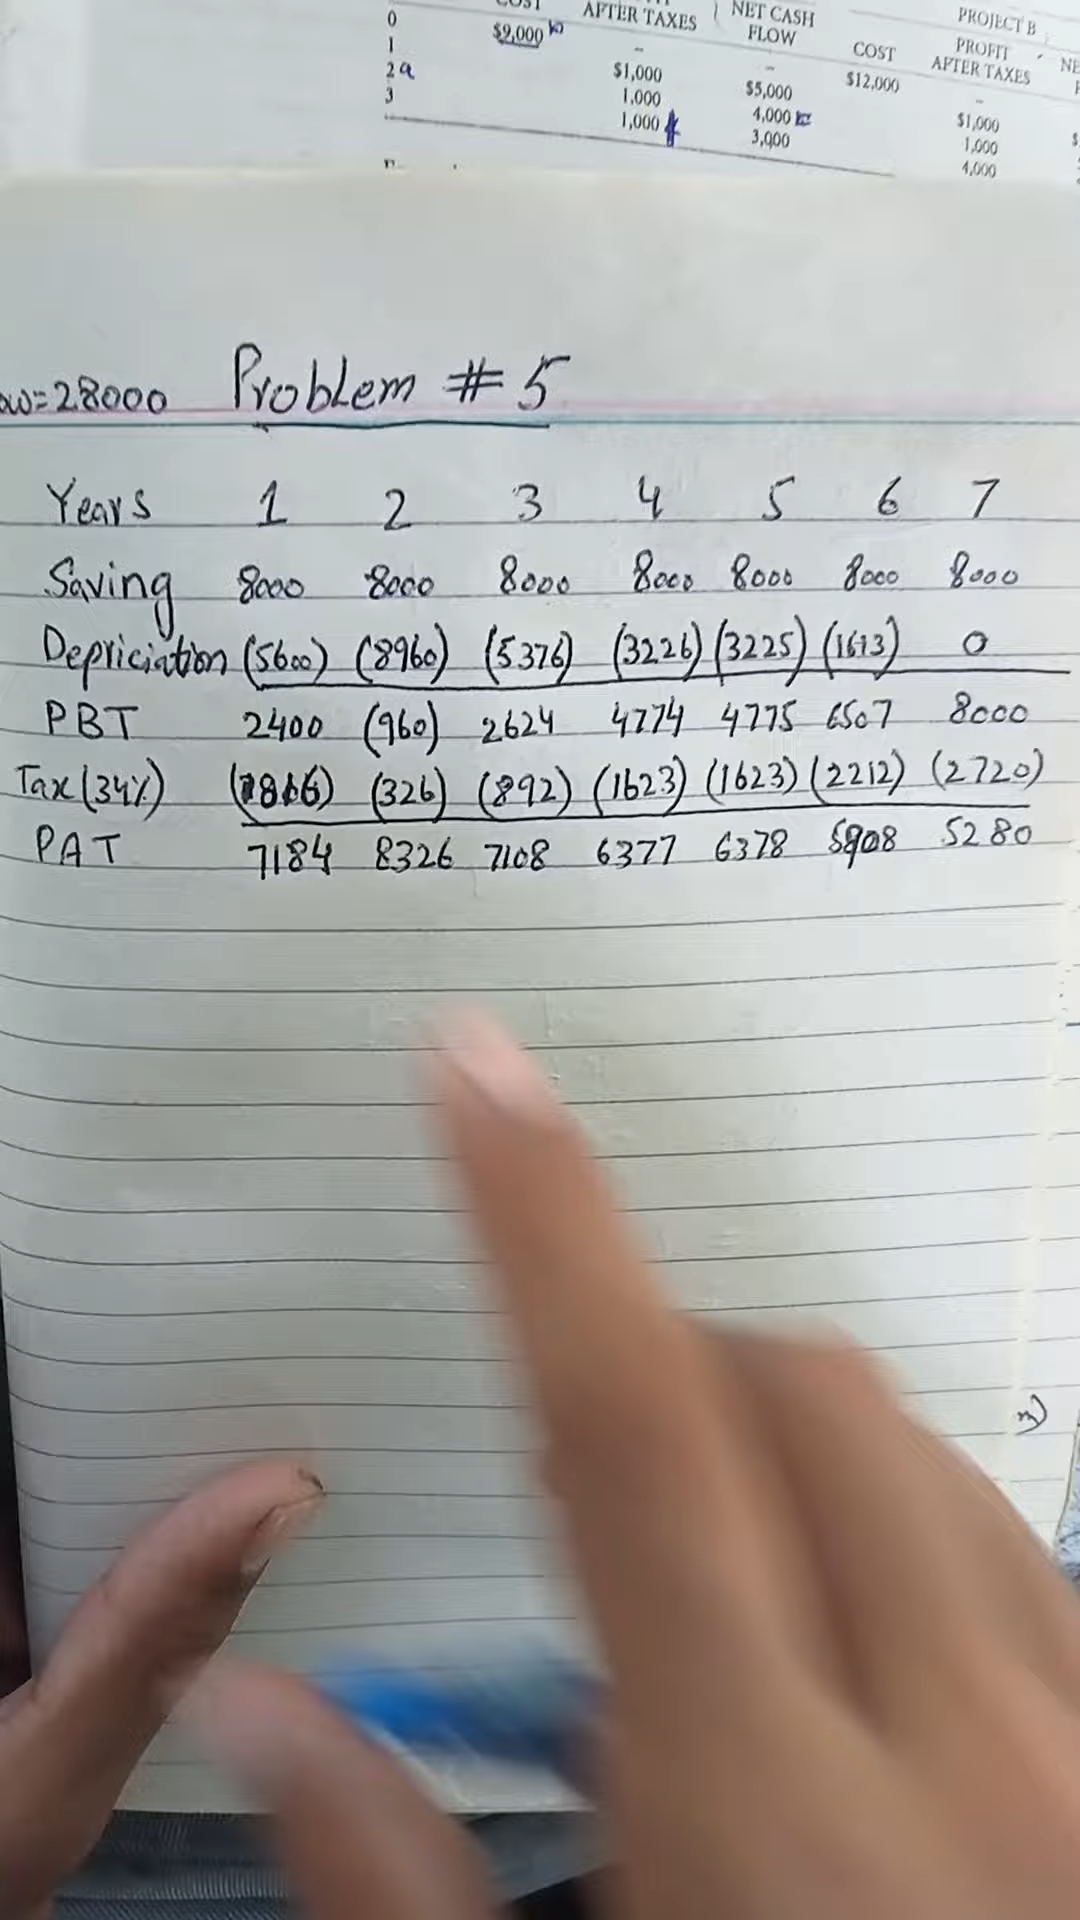 COST AFTER TAXES NET CASH FLOW PROJECT B
COST PROFIT AFTER TAXES NE
0 $9,000 – – $12,000 –
1 $1,000 $5,000 $1,000
2 a 1,000 4,000 1,000
3 1,000 3,000 4,000
ow=28000 Problem # 5
Years 1 2 3 4 5 6 7
Saving 8000 8000 8000 8000 8000 8000 8000
Depriciation (5600) (8960) (5376) (3226) (3225) (1613) 0
PBT 2400 (960) 2624 4774 4775 6507 8000
Tax (34%) (816) (326) (892) (1623) (1623) (2212) (2720)
PAT 7184 8326 7108 6377 6378 5908 5280